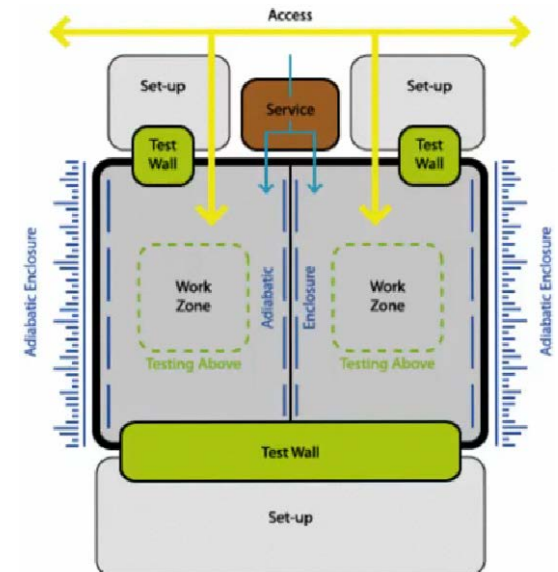 Access
Set-up
Service
Set-up
Test
Wall
Test
Wall
Adiabatic Enclosure
Work
Zone
Testing Above
Adiabatic
Enclosure
Work
Zone
Testing Above
Adiabatic Enclosure
Test Wall
Set-up